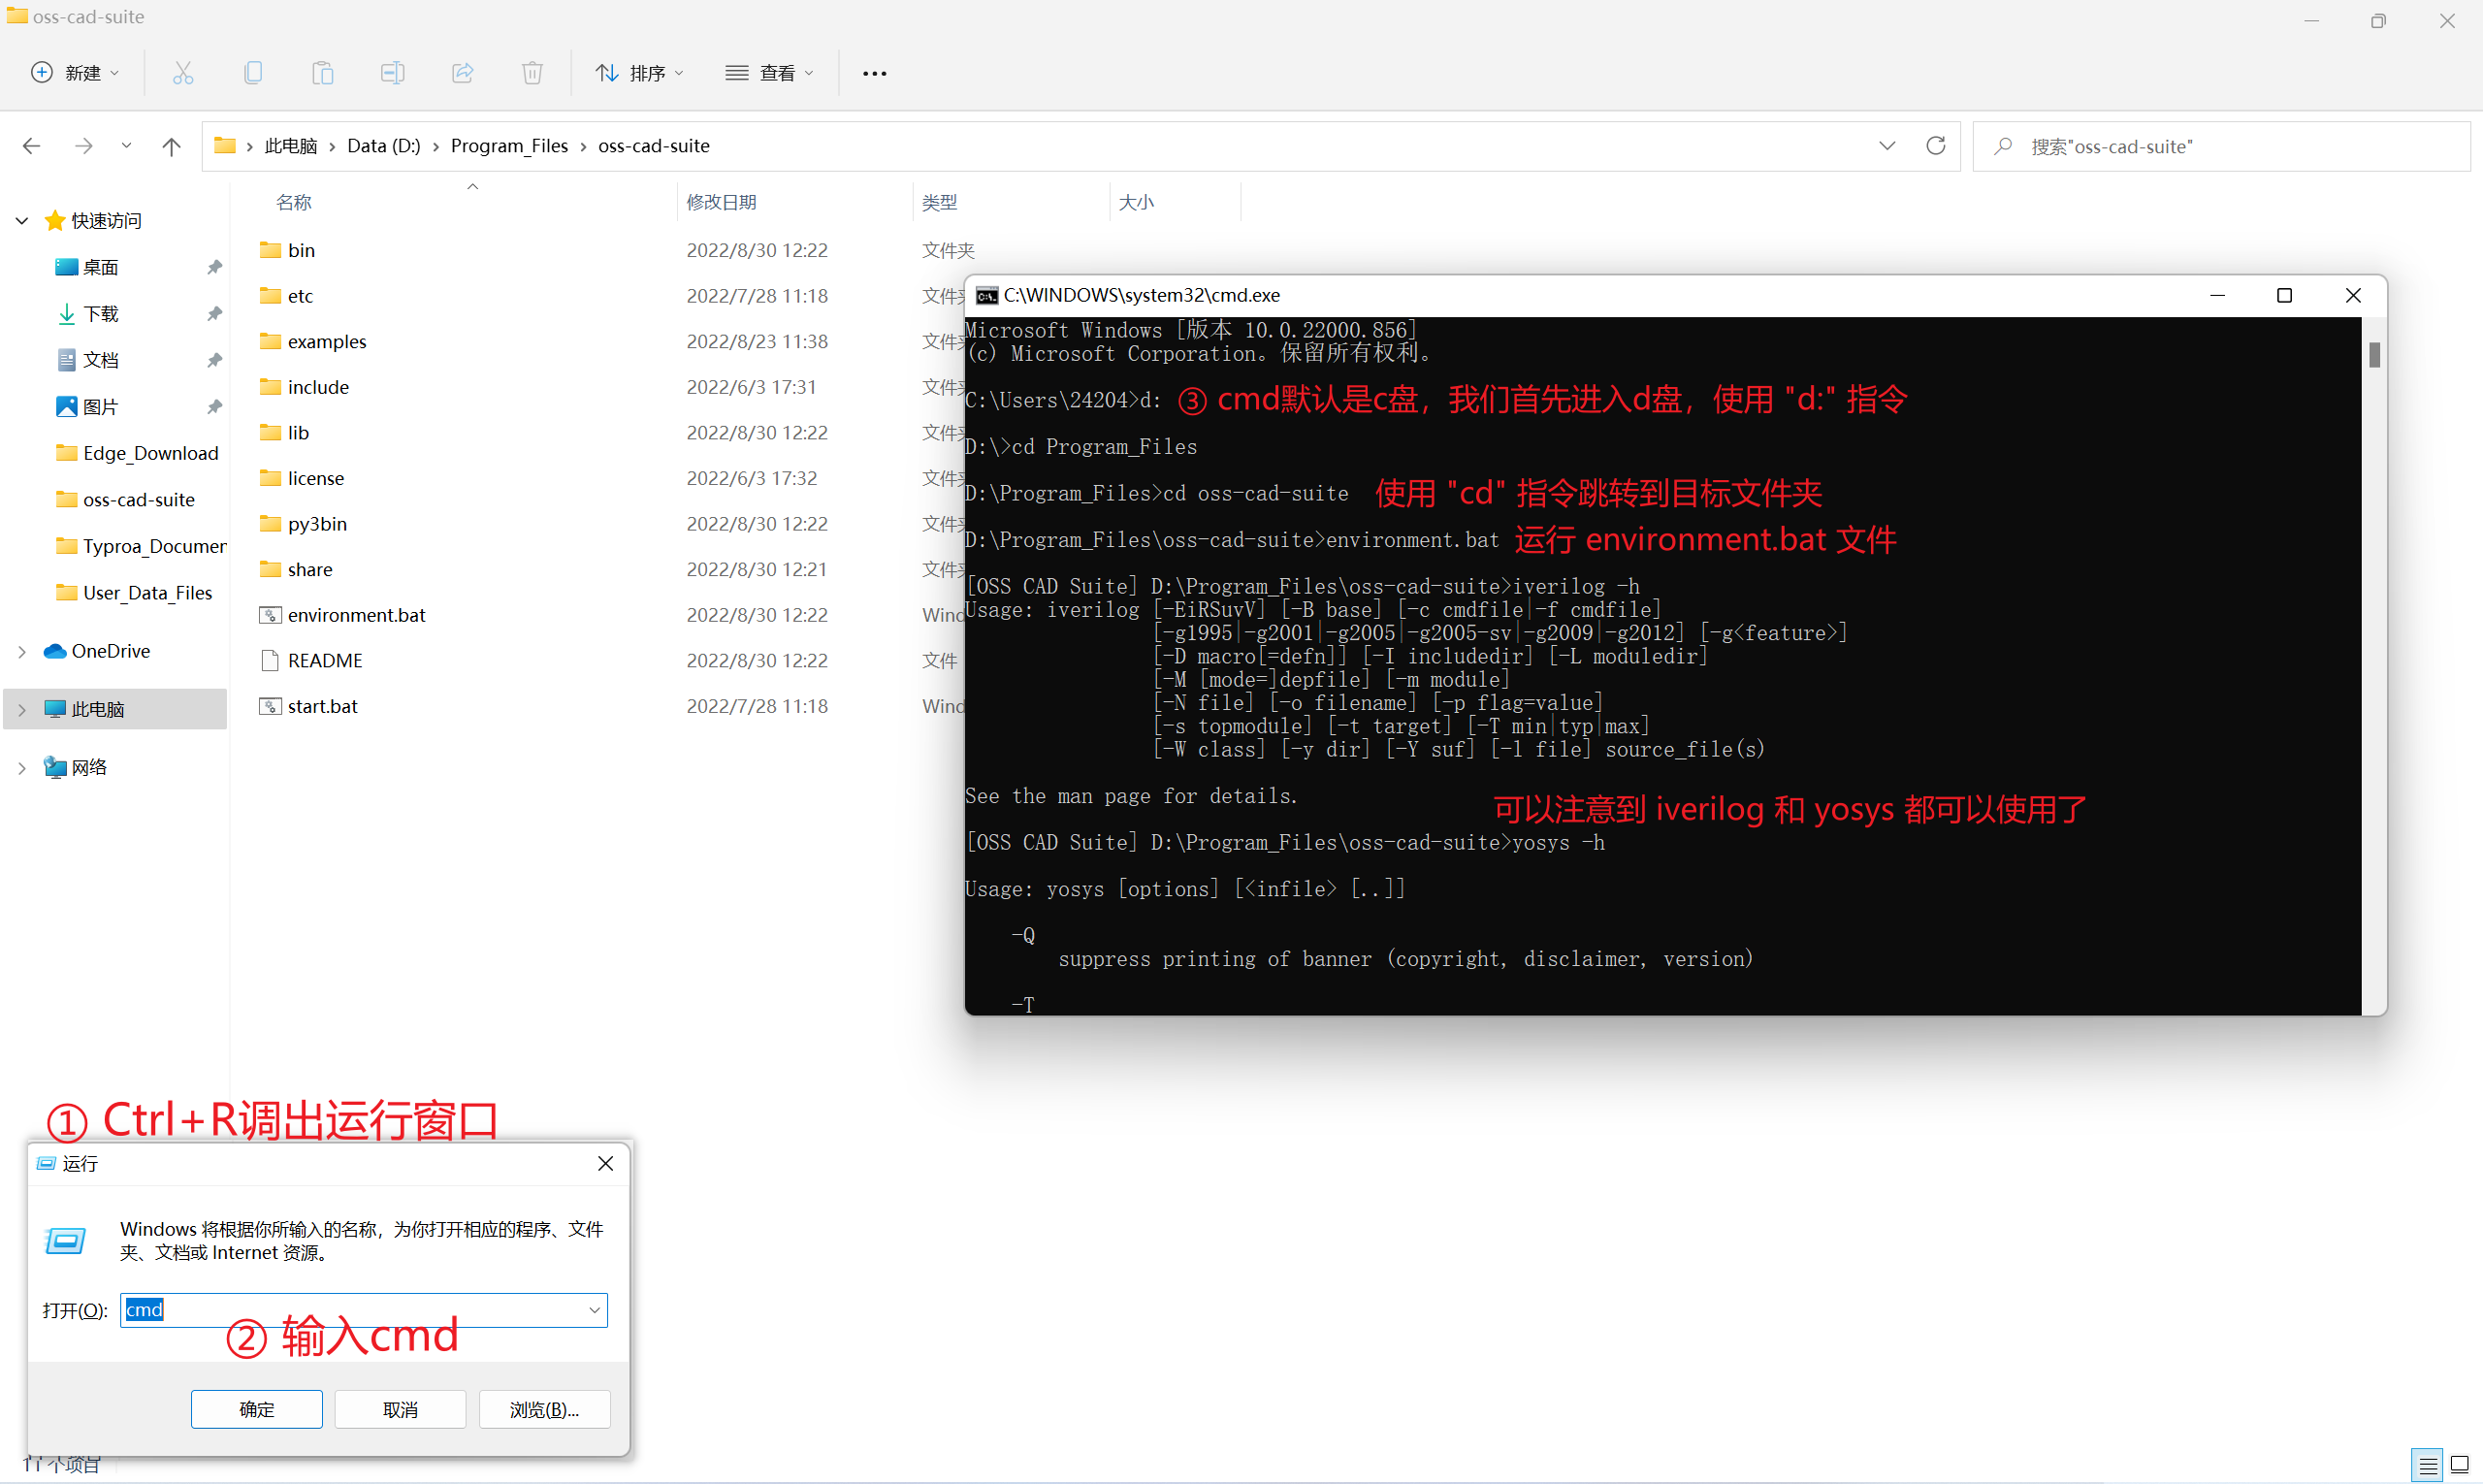 oss-cad-suite
新建
排序
查看
此电脑 > Data (D:) > Program_Files > oss-cad-suite
搜索"oss-cad-suite"
名称 修改日期 类型 大小
快速访问
桌面
下载
文档
图片
Edge_Download
oss-cad-suite
Typroa_Documen
User_Data_Files
OneDrive
此电脑
网络
bin 2022/8/30 12:22 文件夹
etc 2022/7/28 11:18 文件夹
examples 2022/8/23 11:38 文件夹
include 2022/6/3 17:31 文件夹
lib 2022/8/30 12:22 文件夹
license 2022/6/3 17:32 文件夹
py3bin 2022/8/30 12:22 文件夹
share 2022/8/30 12:21 文件夹
environment.bat 2022/8/30 12:22 Wind
README 2022/8/30 12:22 文件
start.bat 2022/7/28 11:18 Wind
C:\WINDOWS\system32\cmd.exe
Microsoft Windows [版本 10.0.22000.856]
(c) Microsoft Corporation。保留所有权利。
C:\Users\24204>d: ③ cmd默认是c盘，我们首先进入d盘，使用 "d:" 指令
D:\>cd Program_Files
D:\Program_Files>cd oss-cad-suite 使用 "cd" 指令跳转到目标文件夹
D:\Program_Files\oss-cad-suite>environment.bat 运行 environment.bat 文件
[OSS CAD Suite] D:\Program_Files\oss-cad-suite>iverilog -h
Usage: iverilog [-EiRSuvV] [-B base] [-c cmdfile|-f cmdfile]
[-g1995|-g2001|-g2005|-g2005-sv|-g2009|-g2012] [-g<feature>]
[-D macro[=defn]] [-I includedir] [-L moduledir]
[-M [mode=]depfile] [-m module]
[-N file] [-o filename] [-p flag=value]
[-s topmodule] [-t target] [-T min|typ|max]
[-W class] [-y dir] [-Y suf] [-l file] source_file(s)
See the man page for details.
可以注意到 iverilog 和 yosys 都可以使用了
[OSS CAD Suite] D:\Program_Files\oss-cad-suite>yosys -h
Usage: yosys [options] [<infile> [..]]
-Q
suppress printing of banner (copyright, disclaimer, version)
-T
① Ctrl+R调出运行窗口
运行
Windows 将根据你所输入的名称，为你打开相应的程序、文件
夹、文档或 Internet 资源。
打开(O): cmd
② 输入cmd
确定 取消 浏览(B)...
11 个项目